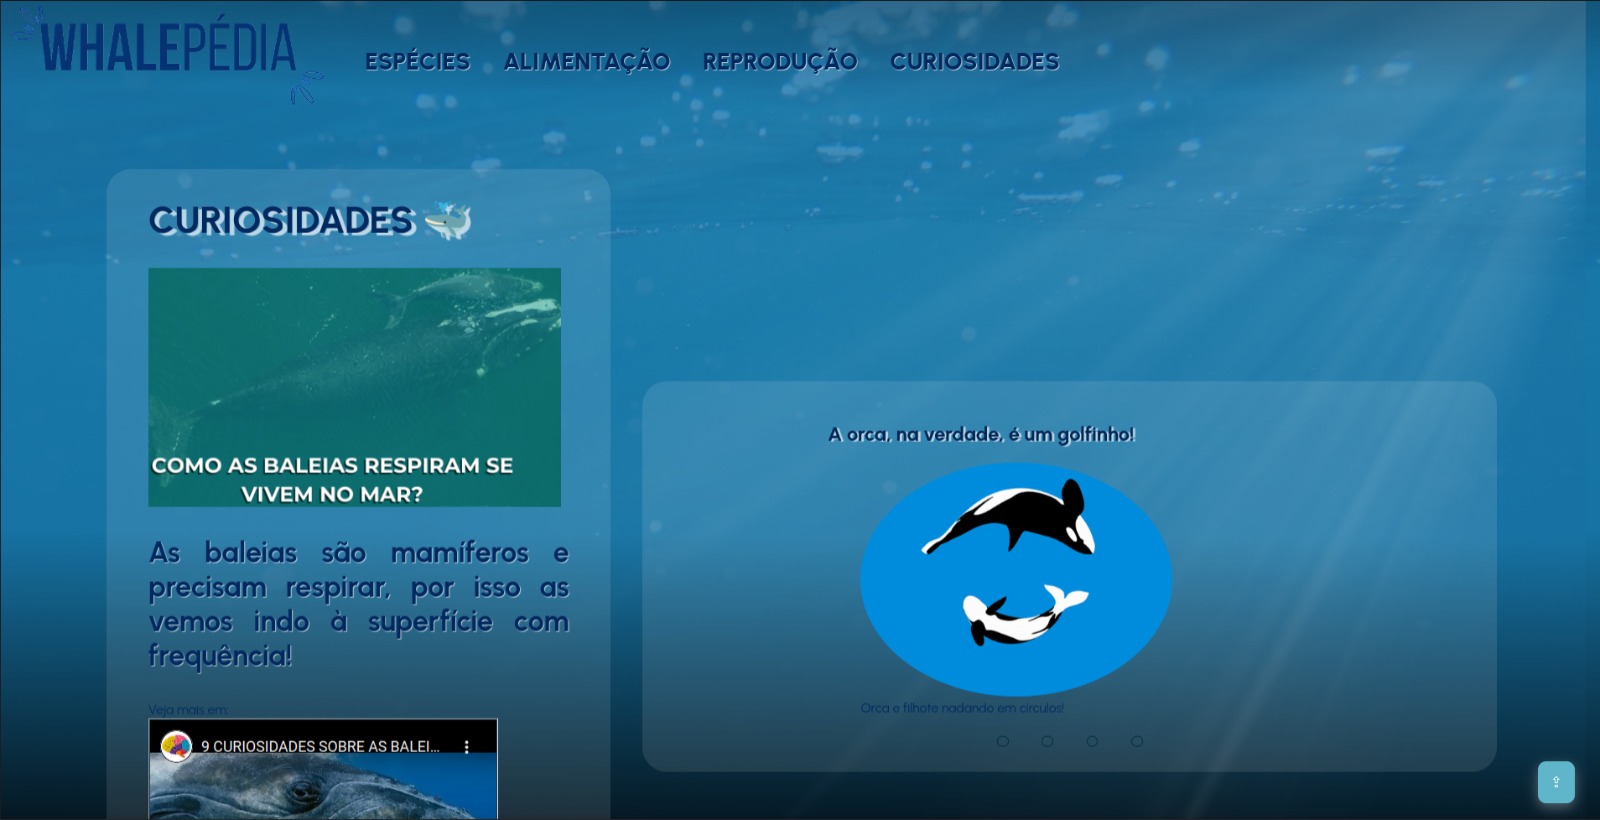 WHALEPÉDIA
ESPÉCIES ALIMENTAÇÃO REPRODUÇÃO CURIOSIDADES
CURIOSIDADES
COMO AS BALEIAS RESPIRAM SE
VIVEM NO MAR?
As baleias são mamíferos e
precisam respirar, por isso as
vemos indo à superfície com
frequência!
Veja mais em:
9 CURIOSIDADES SOBRE AS BALEI...
A orca, na verdade, é um golfinho!
Orca e filhote nadando em círculos!